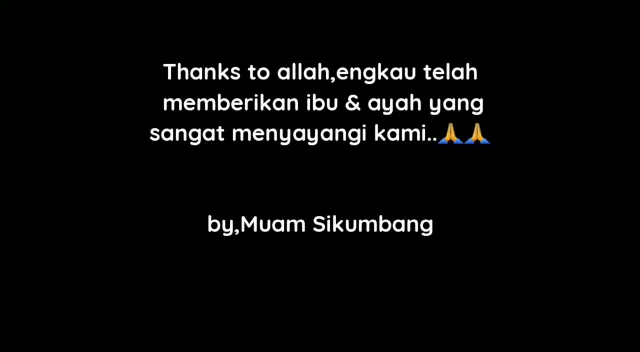 Thanks to allah,engkau telah
memberikan ibu & ayah yang
sangat menyayangi kami..🙏🙏
by,Muam Sikumbang